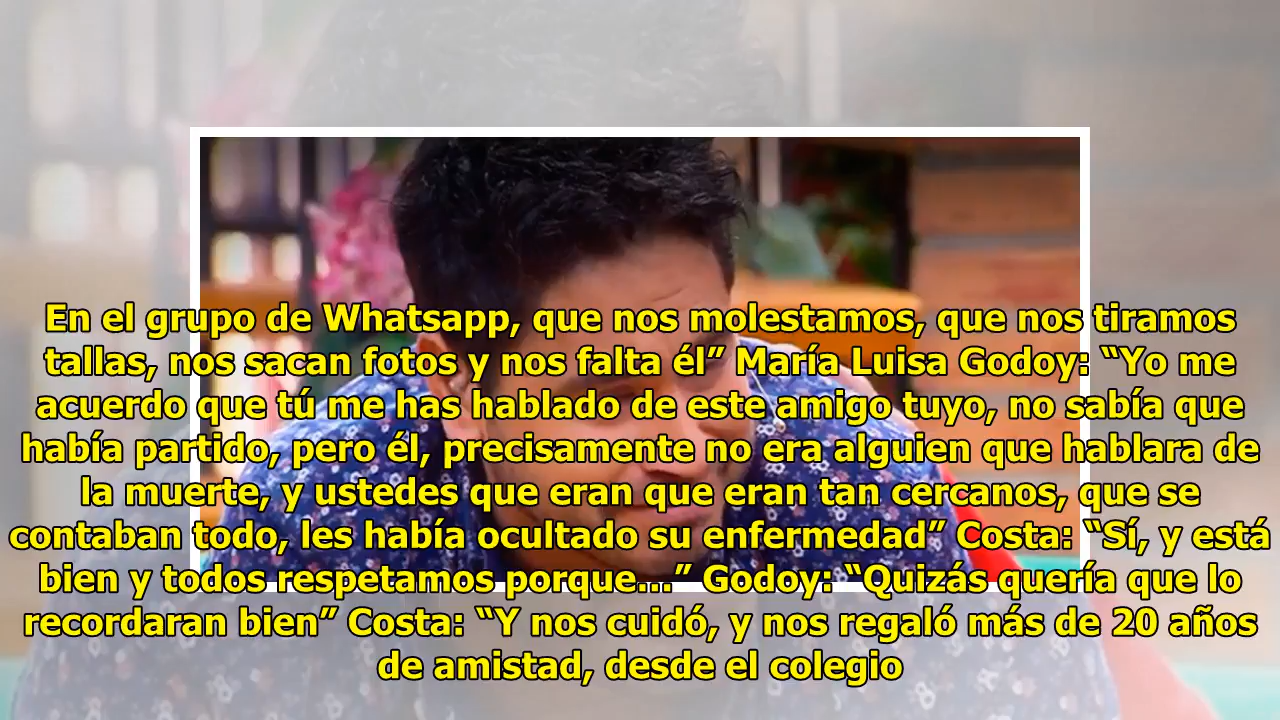 En el grupo de Whatsapp, que nos molestamos, que nos tiramos
tallas, nos sacan fotos y nos falta él” María Luisa Godoy: “Yo me
acuerdo que tú me has hablado de este amigo tuyo, no sabía que
había partido, pero él, precisamente no era alguien que hablara de
la muerte, y ustedes que eran que eran tan cercanos, que se
contaban todo, les había ocultado su enfermedad” Costa: “Sí, y está
bien y todos respetamos porque...” Godoy: “Quizás quería que lo
recordaran bien” Costa: “Y nos cuidó, y nos regaló más de 20 años
de amistad, desde el colegio